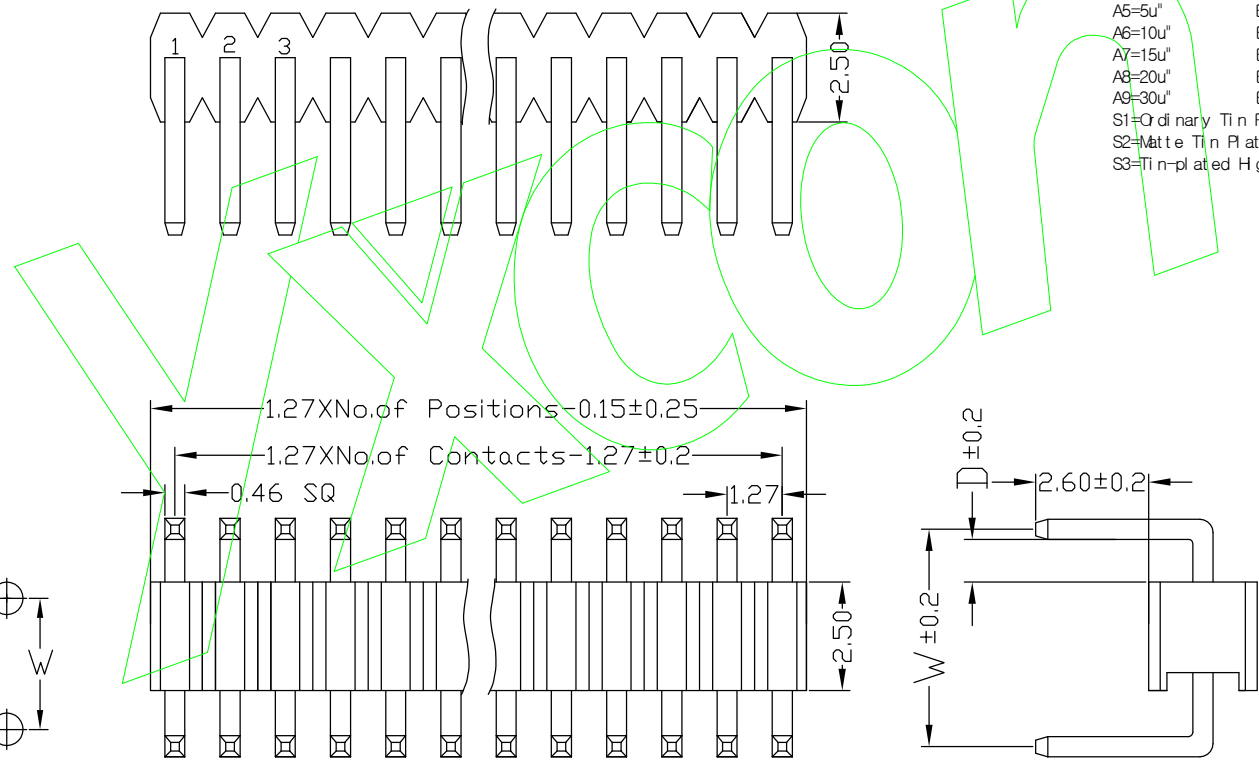 1 2 3
2.50
A5=5u"
A6=10u"
A7=15u"
A8=20u"
A9=30u"
S1=Ordinary Tin
S2=Matte Tin Plat
S3=Tin-plated Hig
yxcon
1.27XNo.of Positions-0.15±0.25
1.27XNo.of Contacts-1.27±0.2
0.46 SQ
1.27
D±0.2
2.60±0.2
W
2.50
W±0.2